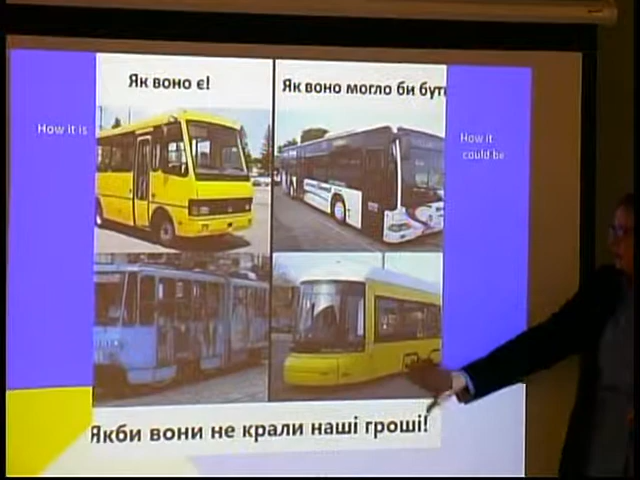 Як воно є!
Як воно могло би бут
How it is
How it
could be
Якби вони не крали наші гроші!